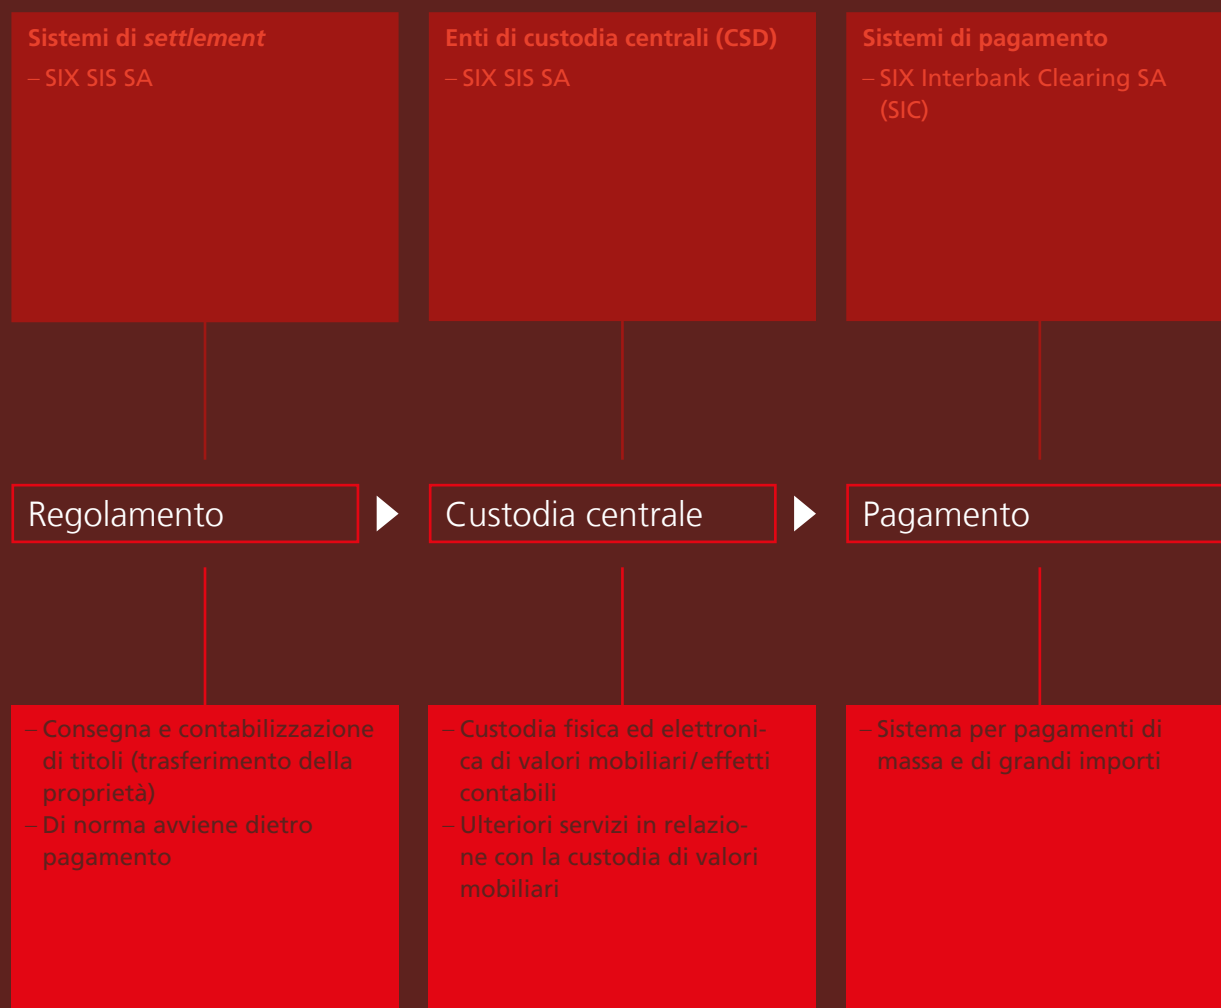 Sistemi di settlement
– SIX SIS SA
Enti di custodia centrali (CSD)
– SIX SIS SA
Sistemi di pagamento
– SIX Interbank Clearing SA
(SIC)
Regolamento
Custodia centrale
Pagamento
– Consegna e contabilizzazione
di titoli (trasferimento della
proprietà)
– Di norma avviene dietro
pagamento
– Custodia fisica ed elettroni-
ca di valori mobiliari/effetti
contabili
– Ulteriori servizi in relazio-
ne con la custodia di valori
mobiliari
– Sistema per pagamenti di
massa e di grandi importi